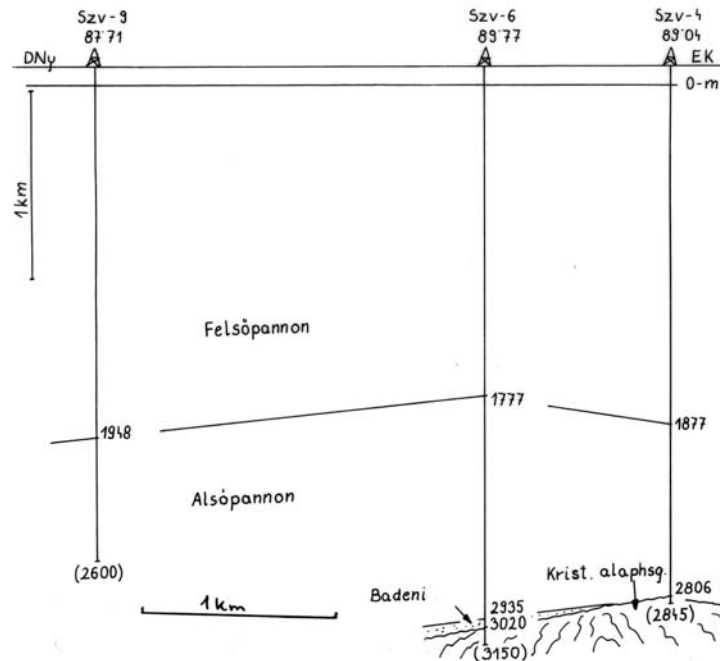 Szv-9
87.71
Szv-6
89.77
Szv-4
89.04
DNy
EK
0-m
1km
Felsőpannon
1948
1777
1877
Alsópannon
(2600)
1km
Badeni
Krist. alaphsg.
2935
3020
(3150)
2806
(2845)